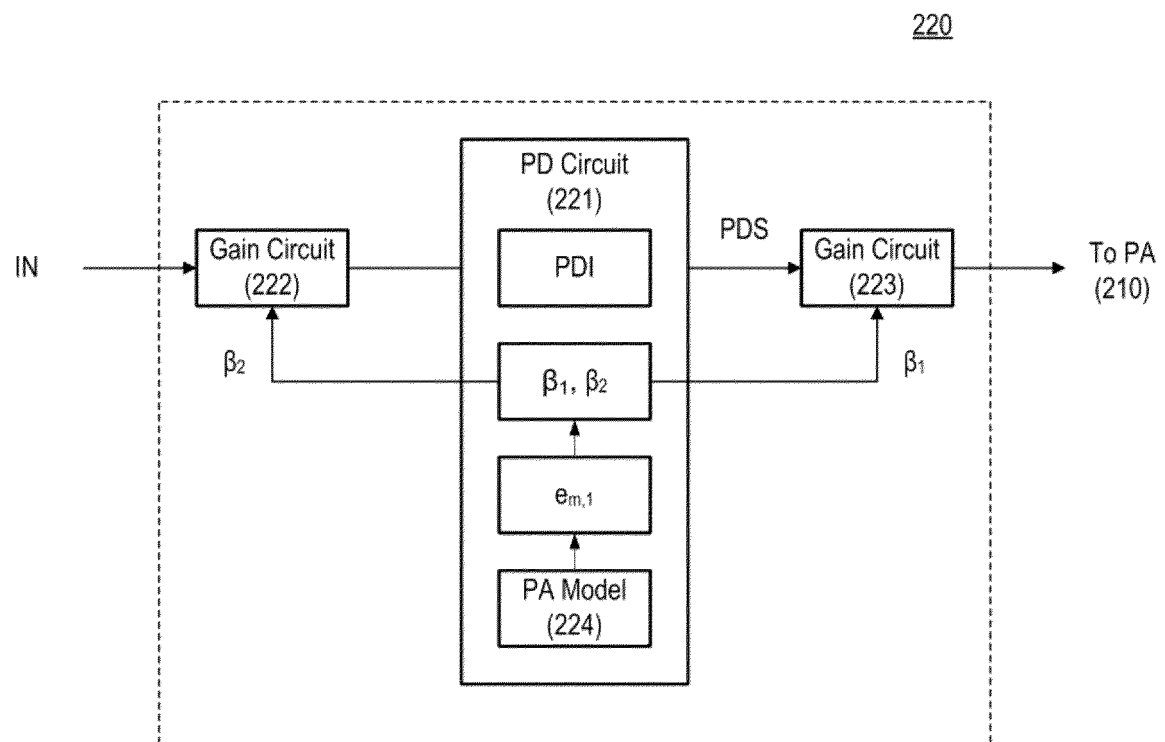 220
PD Circuit
(221)
PDS
IN
Gain Circuit
(222)
PDI
Gain Circuit
(223)
To PA
(210)
β₂
β₁, β₂
β₁
eₘ,₁
PA Model
(224)